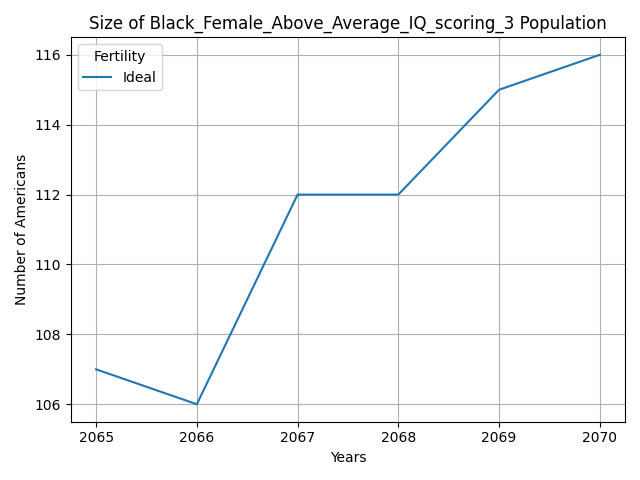 Size of Black_Female_Above_Average_IQ_scoring_3 Population
Fertility
Ideal
116
114
112
110
108
106
Number of Americans
2065 2066 2067 2068 2069 2070
Years